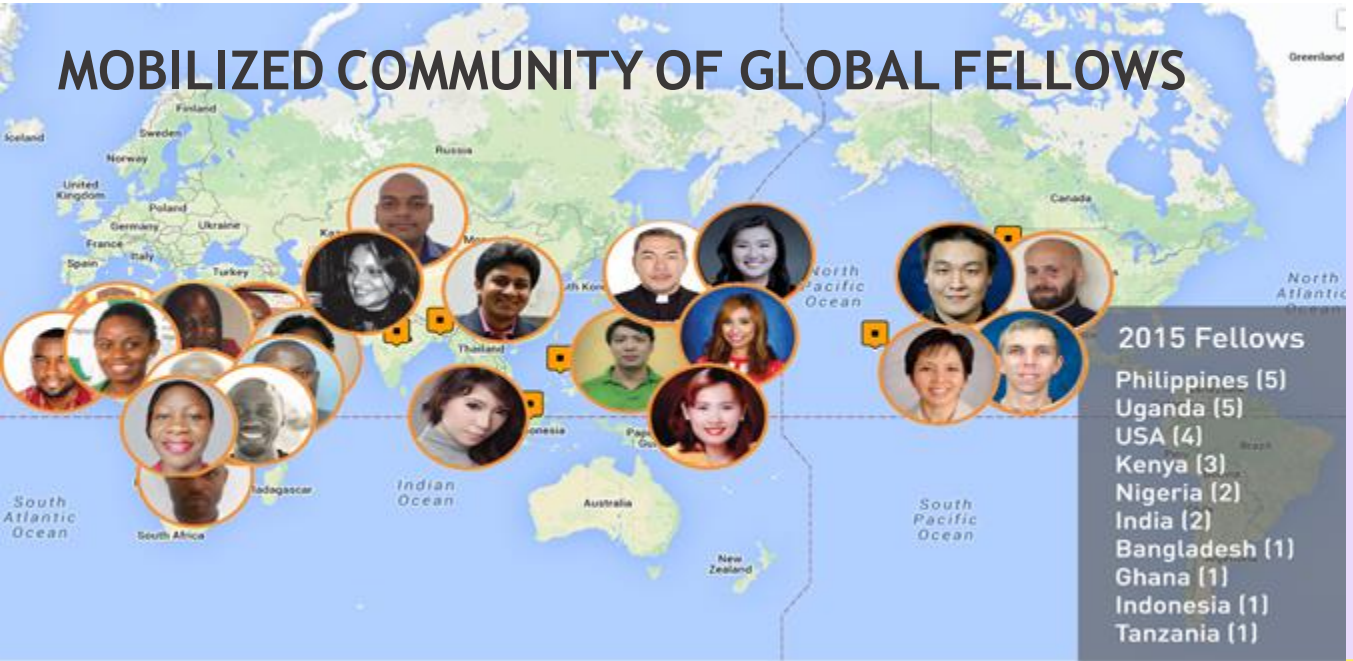 MOBILIZED COMMUNITY OF GLOBAL FELLOWS
Greenland
Iceland
Finland
Sweden
Norway
Russia
United
Kingdom
Poland
Germany
Ukraine
France
Italy
Spain
Turkey
Canada
North
Pacific
Ocean
North
Atlantic
Ocean
Thailand
Indian
Ocean
Australia
South
Atlantic
Ocean
South Africa
South
Pacific
Ocean
New
Zealand
Brazil
2015 Fellows
Philippines (5)
Uganda (5)
USA (4)
Kenya (3)
Nigeria (2)
India (2)
Bangladesh (1)
Ghana (1)
Indonesia (1)
Tanzania (1)